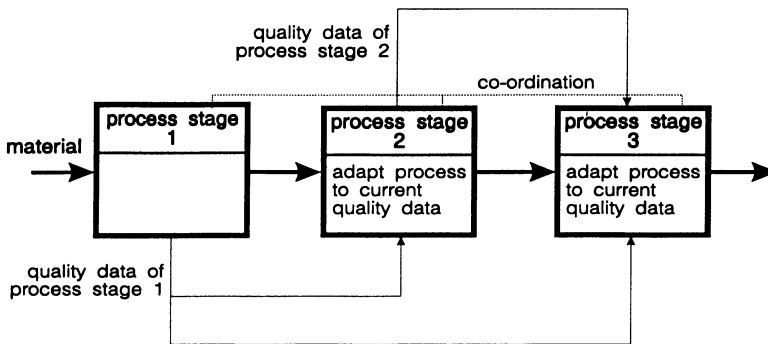 quality data of
process stage 2
co-ordination
material
process stage
1
process stage
2
adapt process
to current
quality data
process stage
3
adapt process
to current
quality data
quality data of
process stage 1